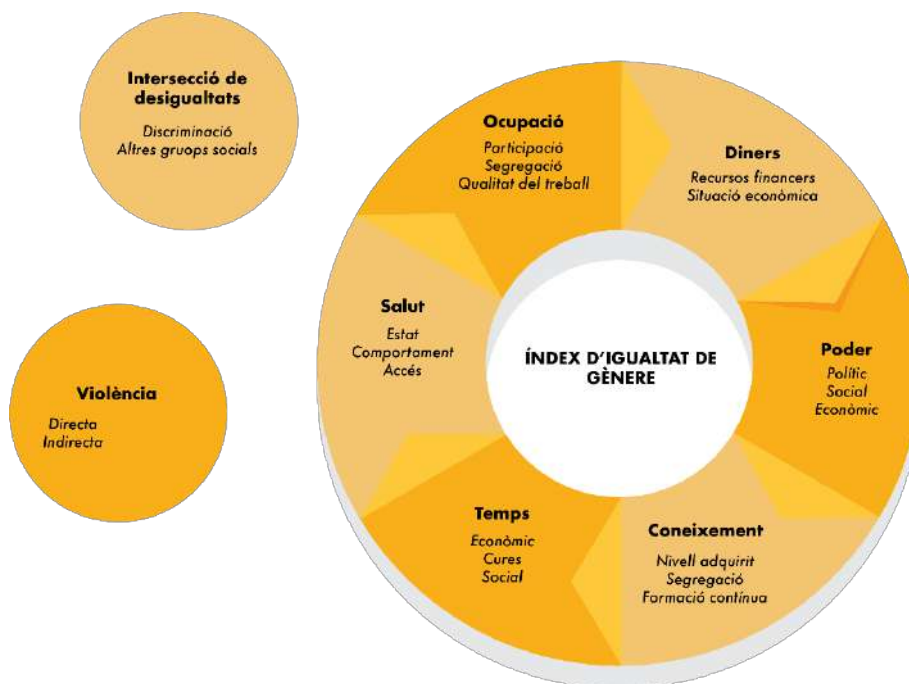 Intersecció de
desigualtats
Discriminació
Altres gruops socials
Violència
Directa
Indirecta
Ocupació
Participació
Segregació
Qualitat del treball
Diners
Recursos financers
Situació econòmica
Salut
Estat
Comportament
Accés
ÍNDEX D'IGUALTAT DE
GÈNERE
Poder
Polític
Social
Econòmic
Temps
Econòmic
Cures
Social
Coneixement
Nivell adquirit
Segregació
Formació contínua